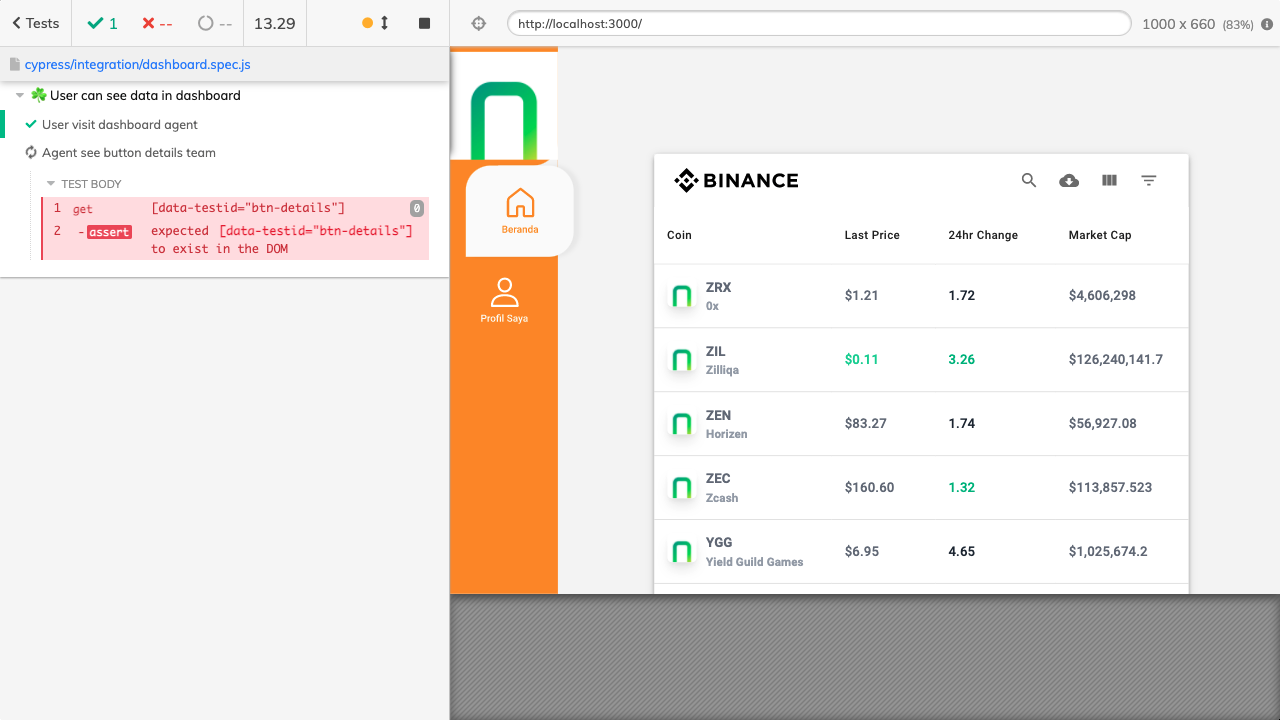 Tests
1
--
--
13.29
http://localhost:3000/
1000 x 660 (83%)
cypress/integration/dashboard.spec.js
User can see data in dashboard
User visit dashboard agent
Agent see button details team
TEST BODY
1 get [data-testid="btn-details"] 0
2 -assert expected [data-testid="btn-details"]
to exist in the DOM
Beranda
Profil Saya
BINANCE
Coin Last Price 24hr Change Market Cap
ZRX
0x
$1.21 1.72 $4,606,298
ZIL
Zilliqa
$0.11 3.26 $126,240,141.7
ZEN
Horizen
$83.27 1.74 $56,927.08
ZEC
Zcash
$160.60 1.32 $113,857.523
YGG
Yield Guild Games
$6.95 4.65 $1,025,674.2